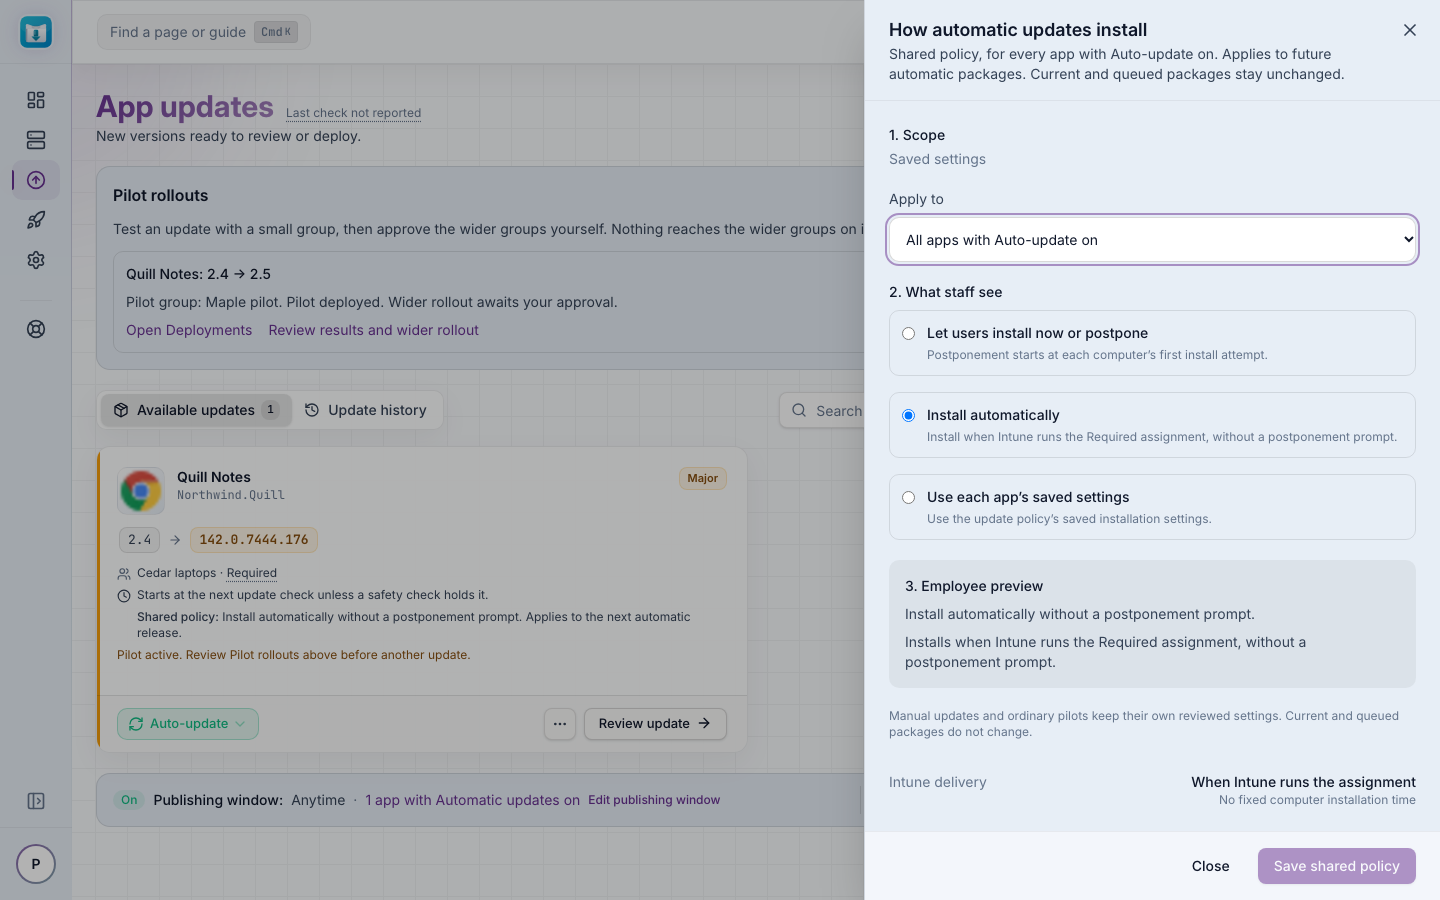 Find a page or guide Cmd K
App updates Last check not reported
New versions ready to review or deploy.
Pilot rollouts
Test an update with a small group, then approve the wider groups yourself. Nothing reaches the wider groups on i
Quill Notes: 2.4 → 2.5
Pilot group: Maple pilot. Pilot deployed. Wider rollout awaits your approval.
Open Deployments Review results and wider rollout
Available updates 1 Update history Search
Quill Notes Major
Northwind.Quill
2.4 → 142.0.7444.176
Cedar laptops · Required
Starts at the next update check unless a safety check holds it.
Shared policy: Install automatically without a postponement prompt. Applies to the next automatic
release.
Pilot active. Review Pilot rollouts above before another update.
Auto-update ··· Review update →
On Publishing window: Anytime · 1 app with Automatic updates on Edit publishing window
P
How automatic updates install
Shared policy, for every app with Auto-update on. Applies to future
automatic packages. Current and queued packages stay unchanged.
1. Scope
Saved settings
Apply to
All apps with Auto-update on
2. What staff see
Let users install now or postpone
Postponement starts at each computer’s first install attempt.
Install automatically
Install when Intune runs the Required assignment, without a postponement prompt.
Use each app’s saved settings
Use the update policy’s saved installation settings.
3. Employee preview
Install automatically without a postponement prompt.
Installs when Intune runs the Required assignment, without a
postponement prompt.
Manual updates and ordinary pilots keep their own reviewed settings. Current and queued
packages do not change.
Intune delivery When Intune runs the assignment
No fixed computer installation time
Close Save shared policy